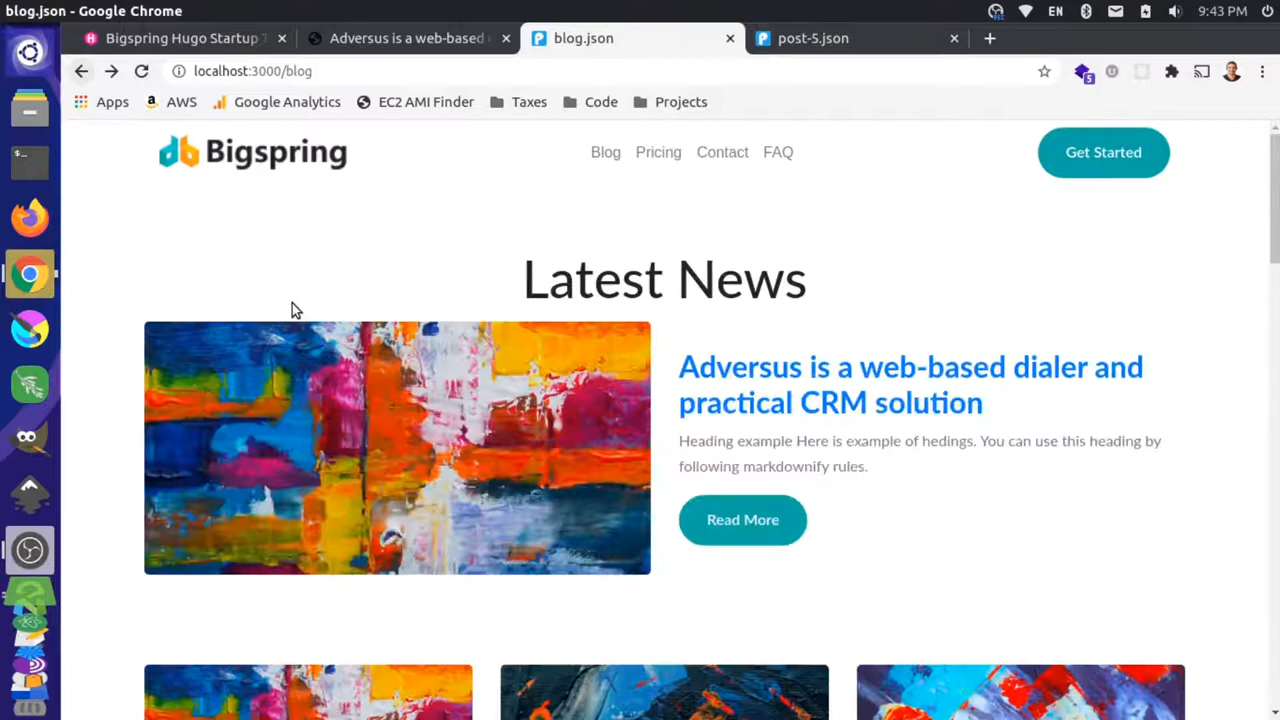 blog.json - Google Chrome
EN
9:43 PM
Bigspring Hugo Startup T
Adversus is a web-based
blog.json
post-5.json
localhost:3000/blog
5
Apps
AWS
Google Analytics
EC2 AMI Finder
Taxes
Code
Projects
Bigspring
Blog
Pricing
Contact
FAQ
Get Started
Latest News
Adversus is a web-based dialer and
practical CRM solution
Heading example Here is example of hedings. You can use this heading by
following markdownify rules.
Read More